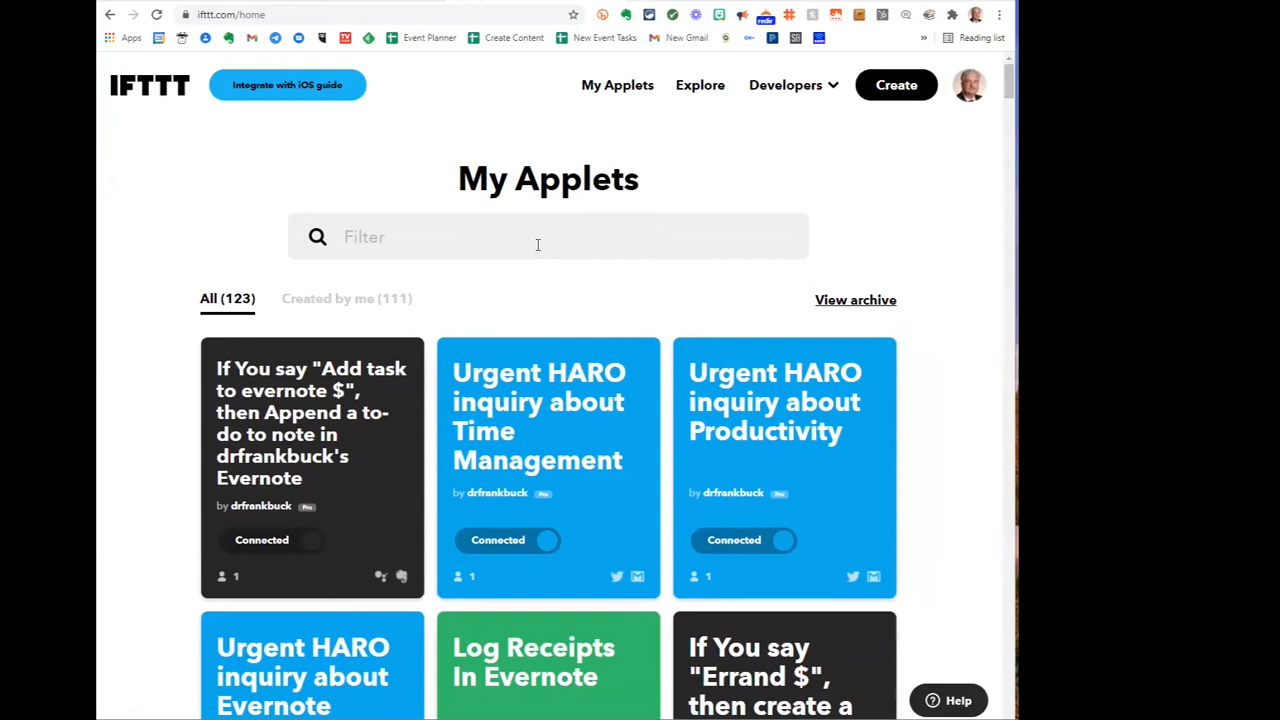 ifttt.com/home
redir
Apps
Event Planner
Create Content
New Event Tasks
New Gmail
»
Reading list
IFTTT
Integrate with iOS guide
My Applets
Explore
Developers
Create
My Applets
Filter
All (123)
Created by me (111)
View archive
If You say "Add task
to evernote $",
then Append a to-
do to note in
drfrankbuck's
Evernote
by drfrankbuck Pro
Connected
1
Urgent HARO
inquiry about
Time
Management
by drfrankbuck Pro
Connected
1
Urgent HARO
inquiry about
Productivity
by drfrankbuck Pro
Connected
1
Urgent HARO
inquiry about
Evernote
Log Receipts
In Evernote
If You say
"Errand $",
then create a
Help